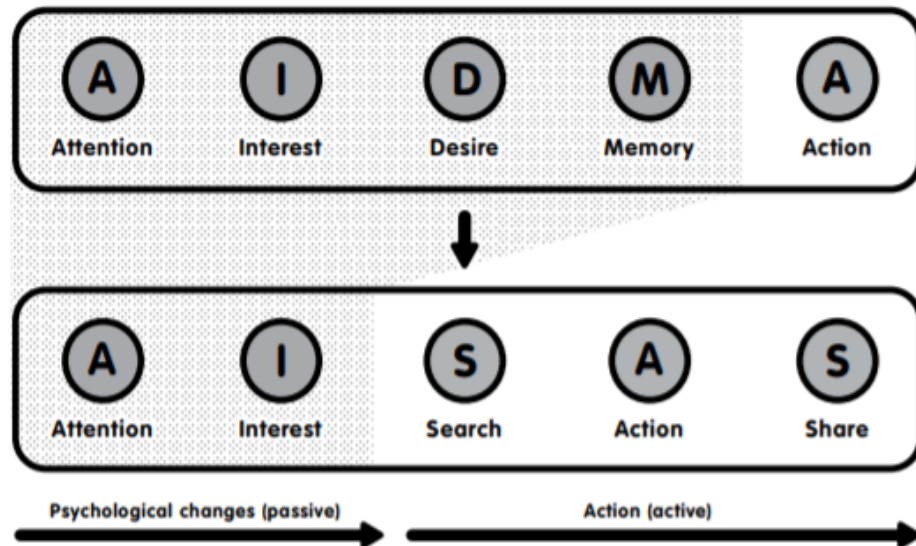 A I D M A
Attention Interest Desire Memory Action
A I S A S
Attention Interest Search Action Share
Psychological changes (passive) Action (active)